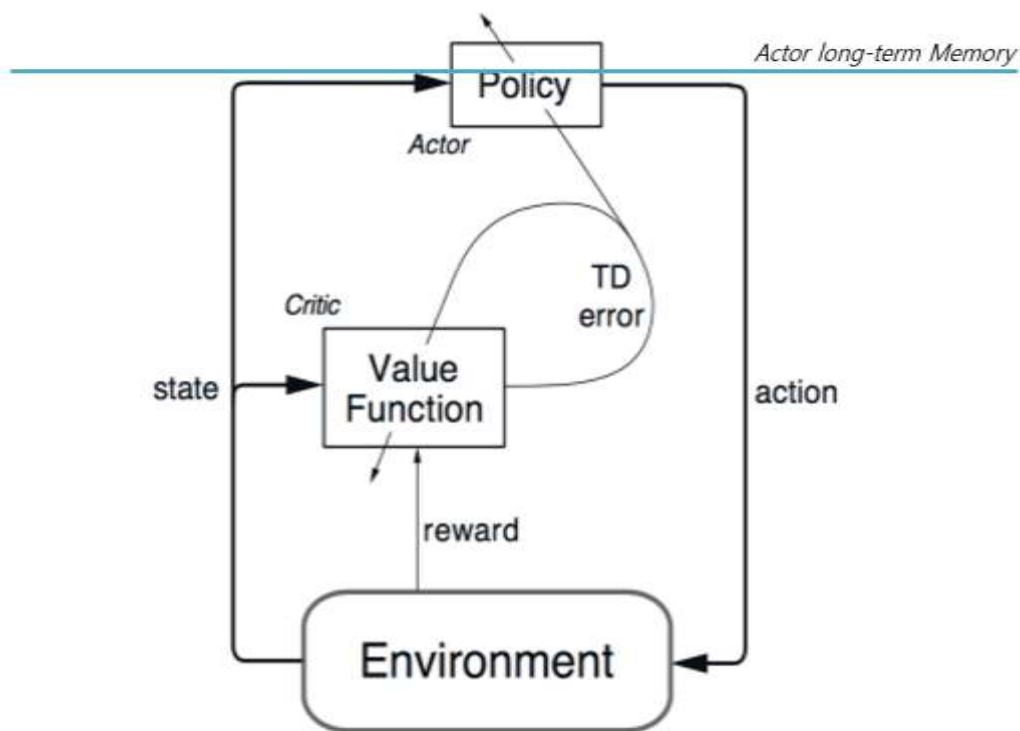 Actor long-term Memory
Policy
Actor
TD
error
Critic
Value
Function
state
action
reward
Environment